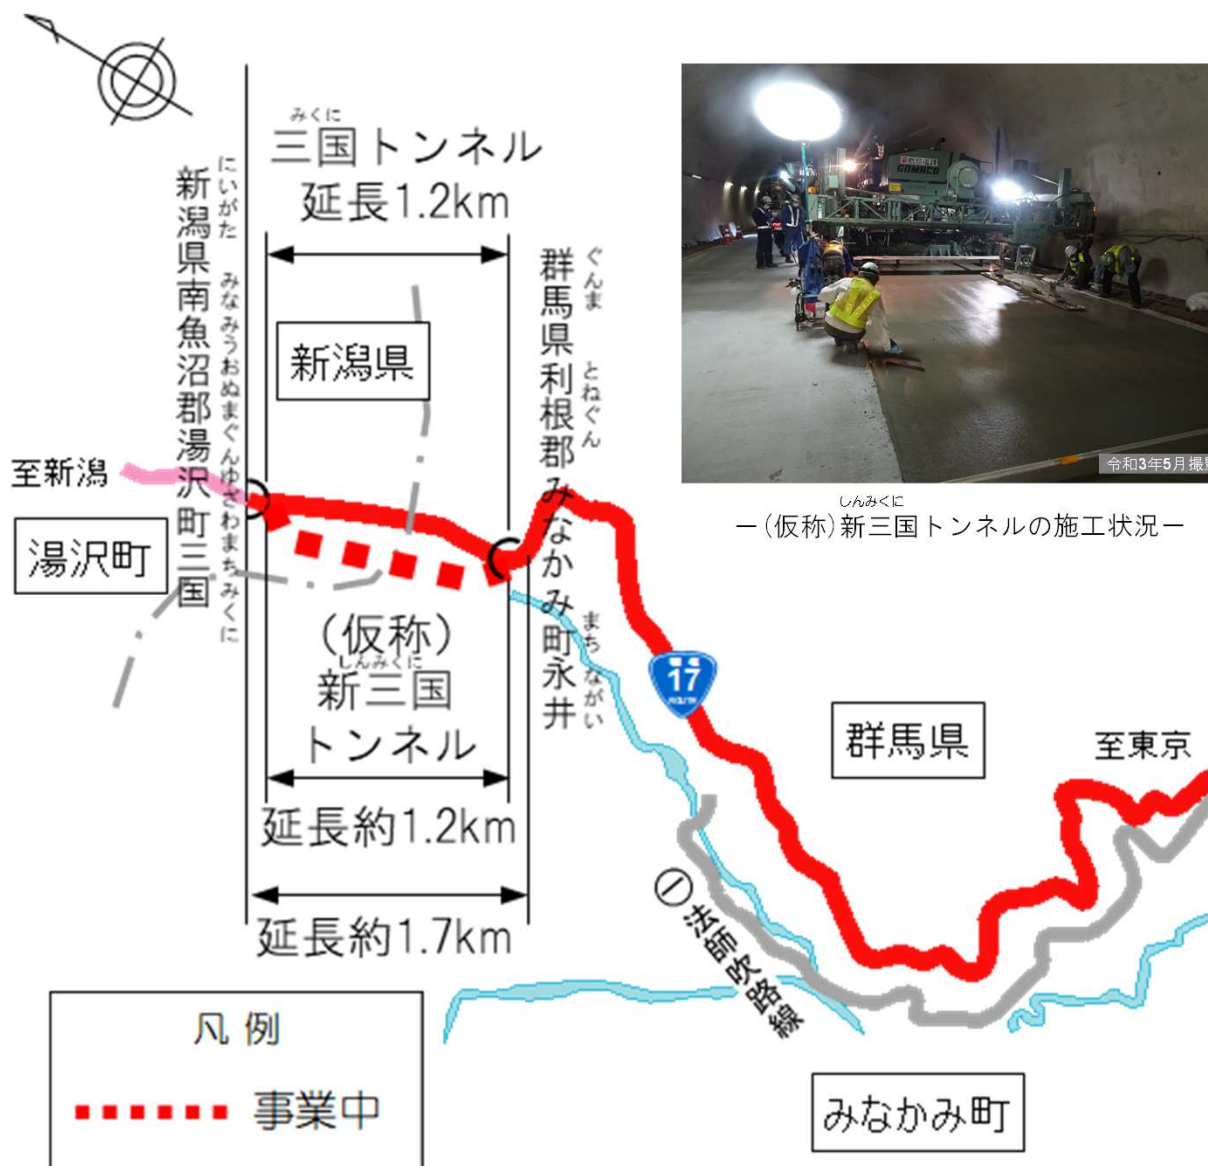 みくに
三国トンネル
延長1.2km
新潟県南魚沼郡湯沢町三国
にいがた みなみうおぬまぐんゆざわまちみくに
新潟県
群馬県利根郡みなかみ町永井
ぐんま とねぐん まち ながい
至新潟
湯沢町
(仮称)
しんみくに
新三国
トンネル
延長約1.2km
延長約1.7km
GOMACO
令和3年5月撮
しんみくに
ー(仮称)新三国トンネルの施工状況ー
17
群馬県
至東京
㊀法師吹路線
みなかみ町
凡例
事業中